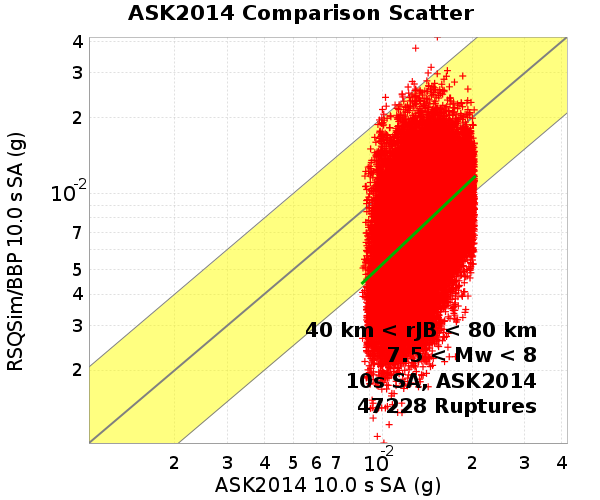 ASK2014 Comparison Scatter
RSQSim/BBP 10.0 s SA (g)
4
3
2
10-2
7
5
4
3
2
40 km < rJB < 80 km
7.5 < Mw < 8
10s SA, ASK2014
47228 Ruptures
2 3 4 5 6 7 10-2 2 3 4
ASK2014 10.0 s SA (g)